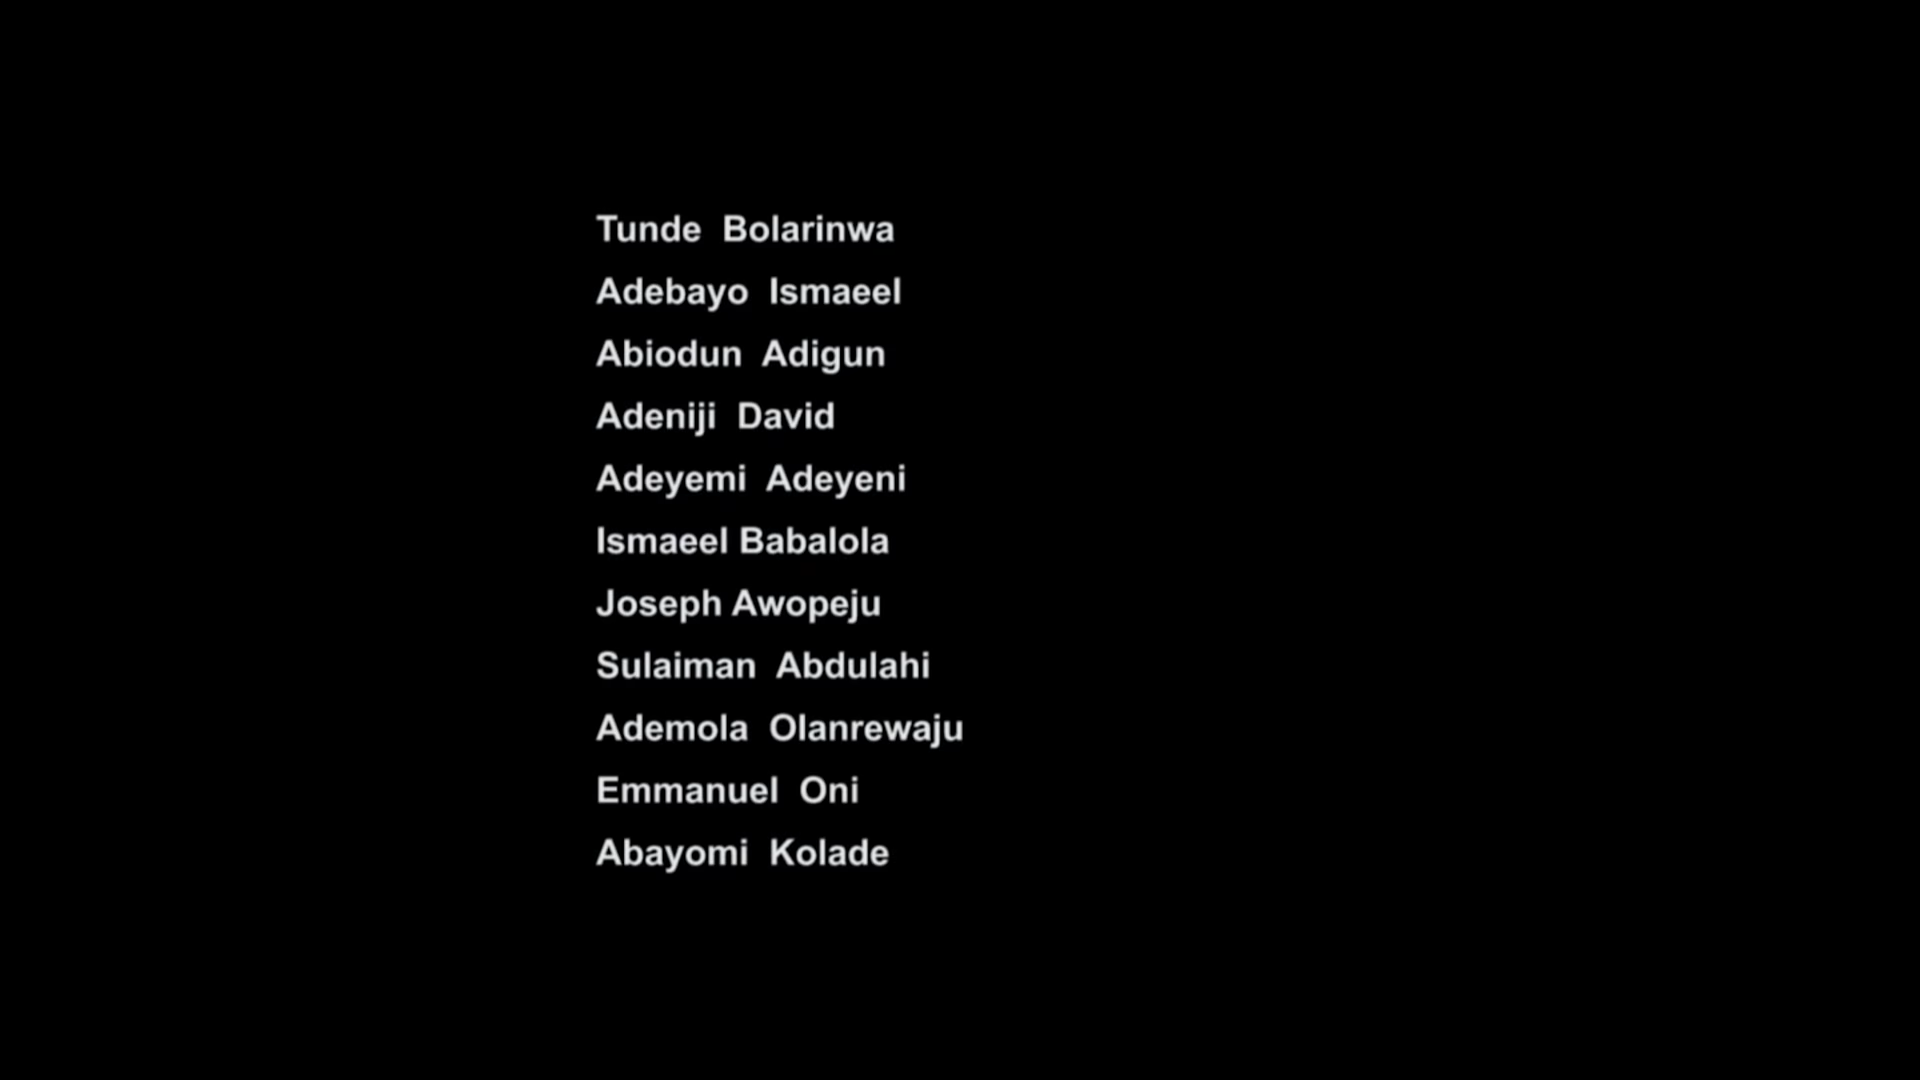 Tunde Bolarinwa
Adebayo Ismaeel
Abiodun Adigun
Adeniji David
Adeyemi Adeyeni
Ismaeel Babalola
Joseph Awopeju
Sulaiman Abdulahi
Ademola Olanrewaju
Emmanuel Oni
Abayomi Kolade